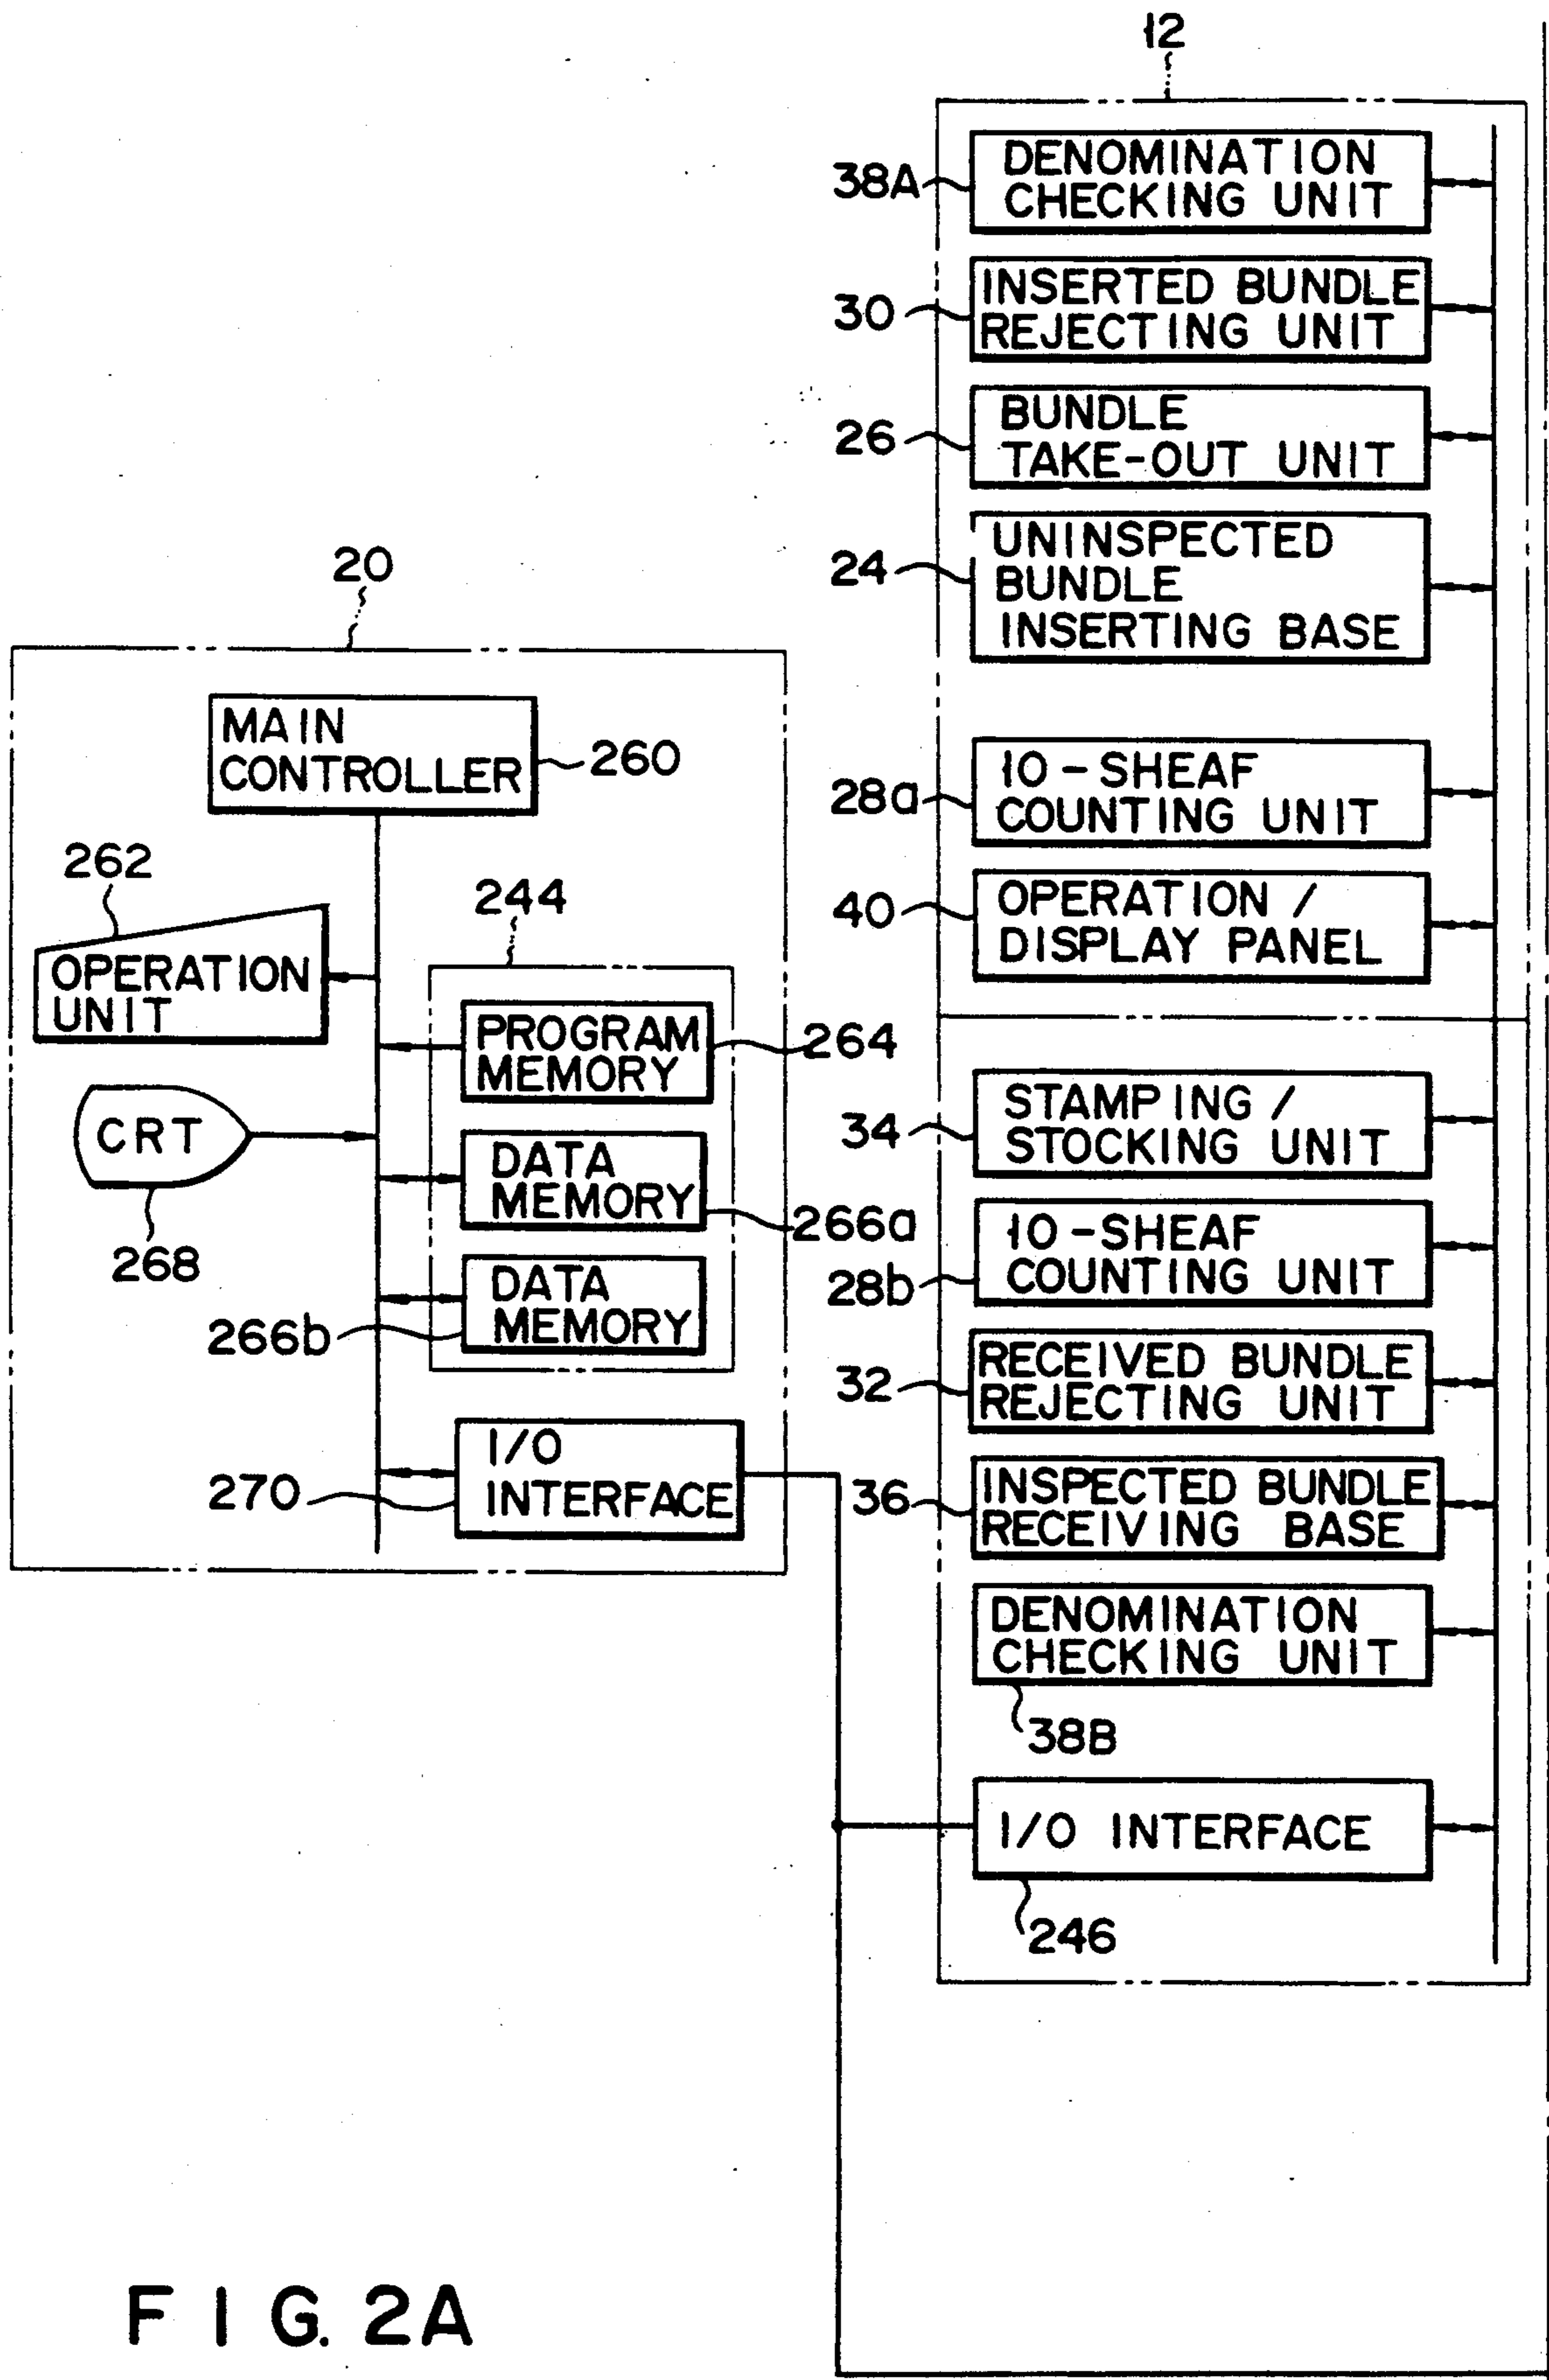 12
38A
DENOMINATION
CHECKING UNIT
30
INSERTED BUNDLE
REJECTING UNIT
26
BUNDLE
TAKE-OUT UNIT
24
UNINSPECTED
BUNDLE
INSERTING BASE
28a
10-SHEAF
COUNTING UNIT
40
OPERATION /
DISPLAY PANEL
34
STAMPING /
STOCKING UNIT
28b
10-SHEAF
COUNTING UNIT
32
RECEIVED BUNDLE
REJECTING UNIT
36
INSPECTED BUNDLE
RECEIVING BASE
DENOMINATION
CHECKING UNIT
38B
I/O INTERFACE
246
20
MAIN
CONTROLLER
260
262
OPERATION
UNIT
244
PROGRAM
MEMORY
264
CRT
268
DATA
MEMORY
266a
DATA
MEMORY
266b
I/O
INTERFACE
270
FIG. 2A